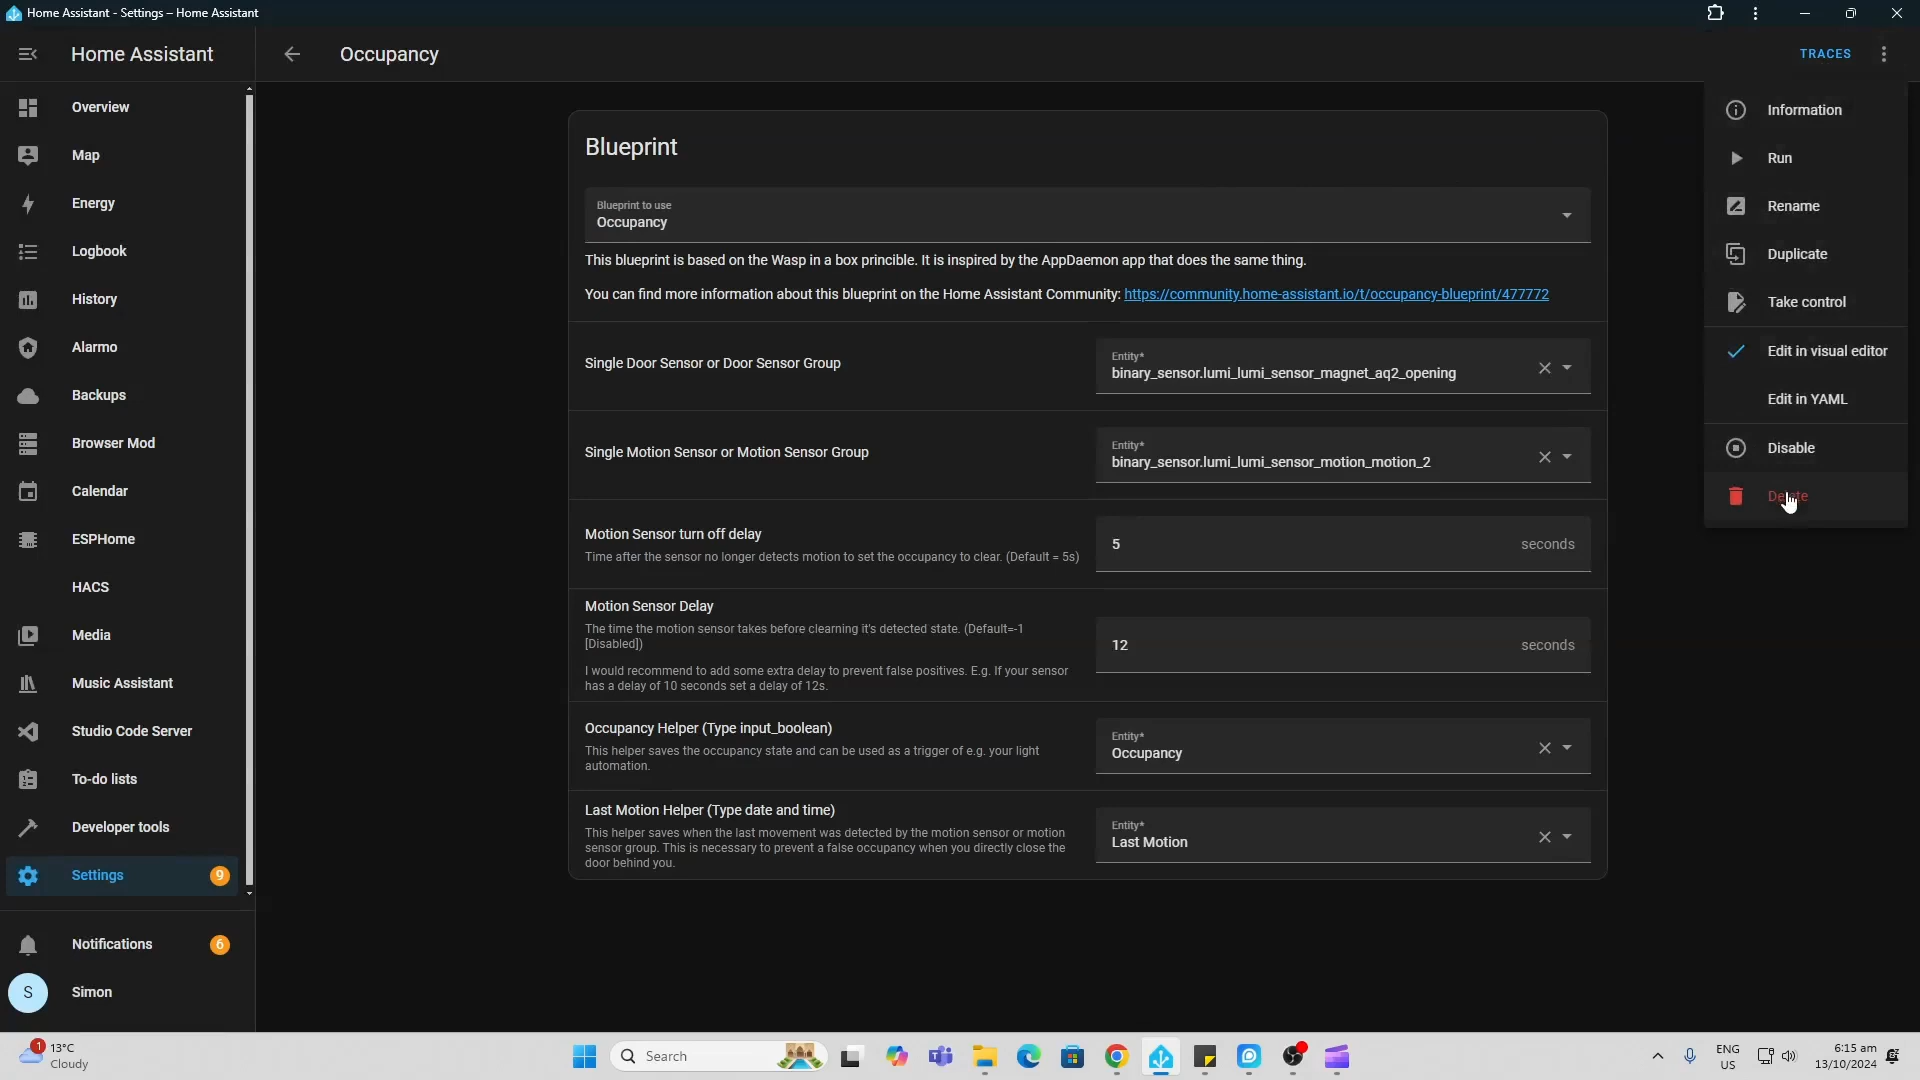 Home Assistant - Settings – Home Assistant
Home Assistant
Occupancy
TRACES
Overview
Map
Energy
Logbook
History
Alarmo
Backups
Browser Mod
Calendar
ESPHome
HACS
Media
Music Assistant
Studio Code Server
To-do lists
Developer tools
Settings
9
Notifications
6
S
Simon
Blueprint
Blueprint to use
Occupancy
This blueprint is based on the Wasp in a box princible. It is inspired by the AppDaemon app that does the same thing.
You can find more information about this blueprint on the Home Assistant Community: https://community.home-assistant.io/t/occupancy-blueprint/477772
Single Door Sensor or Door Sensor Group
Entity*
binary_sensor.lumi_lumi_sensor_magnet_aq2_opening
Single Motion Sensor or Motion Sensor Group
Entity*
binary_sensor.lumi_lumi_sensor_motion_motion_2
Motion Sensor turn off delay
Time after the sensor no longer detects motion to set the occupancy to clear. (Default = 5s)
5
seconds
Motion Sensor Delay
The time the motion sensor takes before clearning it's detected state. (Default=-1
[Disabled])
I would recommend to add some extra delay to prevent false positives. E.g. If your sensor
has a delay of 10 seconds set a delay of 12s.
12
seconds
Occupancy Helper (Type input_boolean)
This helper saves the occupancy state and can be used as a trigger of e.g. your light
automation.
Entity*
Occupancy
Last Motion Helper (Type date and time)
This helper saves when the last movement was detected by the motion sensor or motion
sensor group. This is necessary to prevent a false occupancy when you directly close the
door behind you.
Entity*
Last Motion
Information
Run
Rename
Duplicate
Take control
Edit in visual editor
Edit in YAML
Disable
Delete
1
13°C
Cloudy
Search
ENG
US
6:15 am
13/10/2024